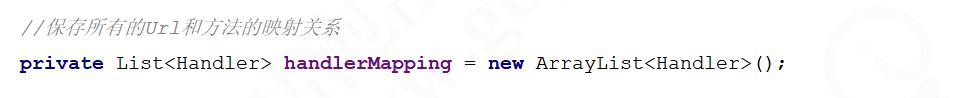 //保存所有的Url和方法的映射关系
private List<Handler> handlerMapping = new ArrayList<Handler>();